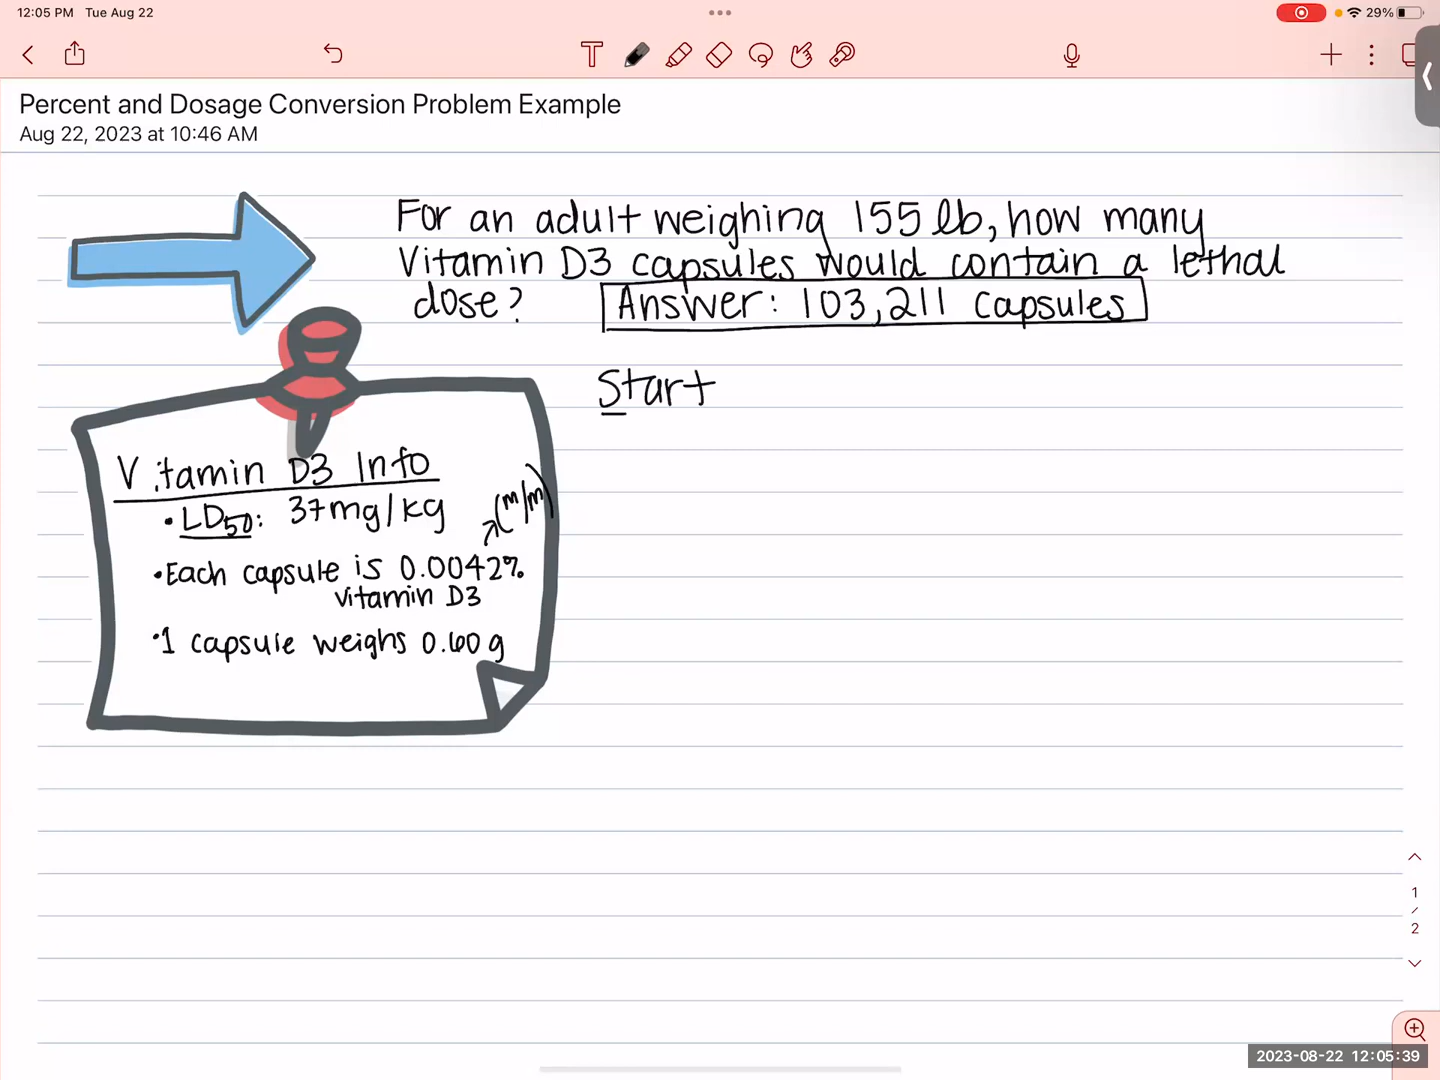 12:05 PM Tue Aug 22
29%
Percent and Dosage Conversion Problem Example
Aug 22, 2023 at 10:46 AM
For an adult weighing 155 lb, how many
Vitamin D3 capsules would contain a lethal
dose? Answer: 103,211 capsules
Start
Vitamin D3 Info
• LD50: 37mg/kg
(m/m)
• Each capsule is 0.0042%
vitamin D3
• 1 capsule weighs 0.60 g
1
/
2
2023-08-22 12:05:39